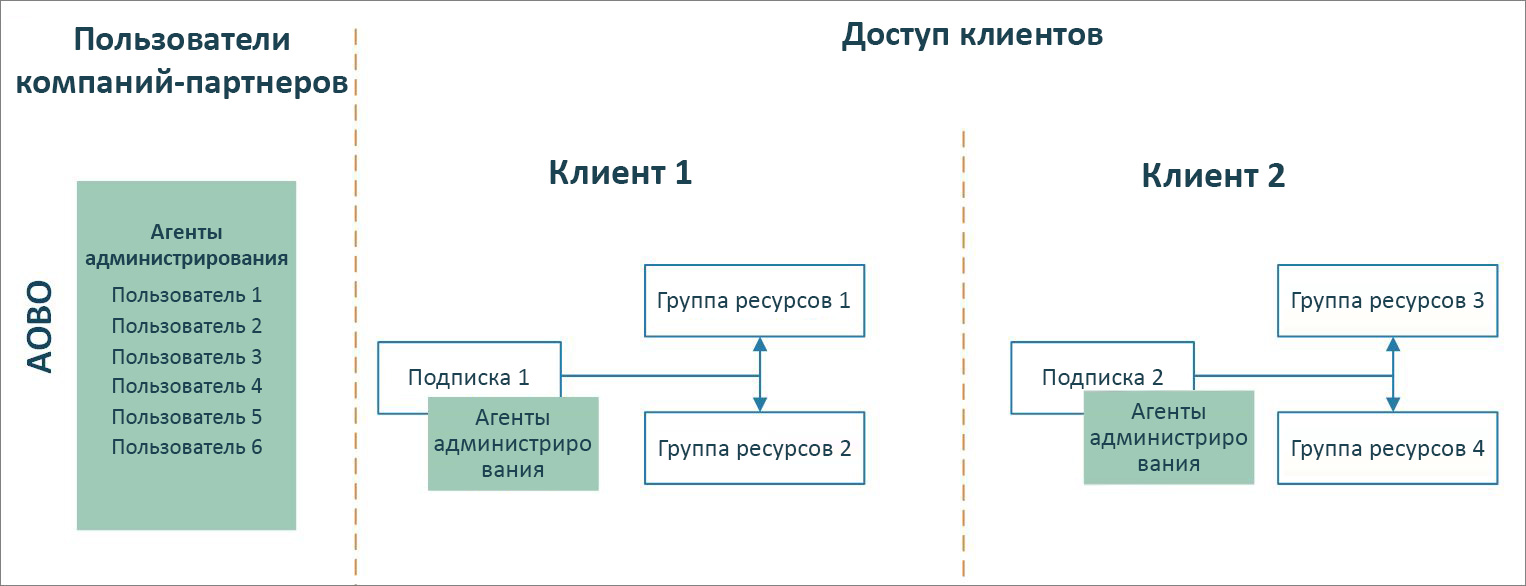 Пользователи
компаний-партнеров
Доступ клиентов
АОВО
Агенты
администрирования
Пользователь 1
Пользователь 2
Пользователь 3
Пользователь 4
Пользователь 5
Пользователь 6
Клиент 1
Подписка 1
Агенты
администриро
вания
Группа ресурсов 1
Группа ресурсов 2
Клиент 2
Подписка 2
Агенты
администриро
вания
Группа ресурсов 3
Группа ресурсов 4